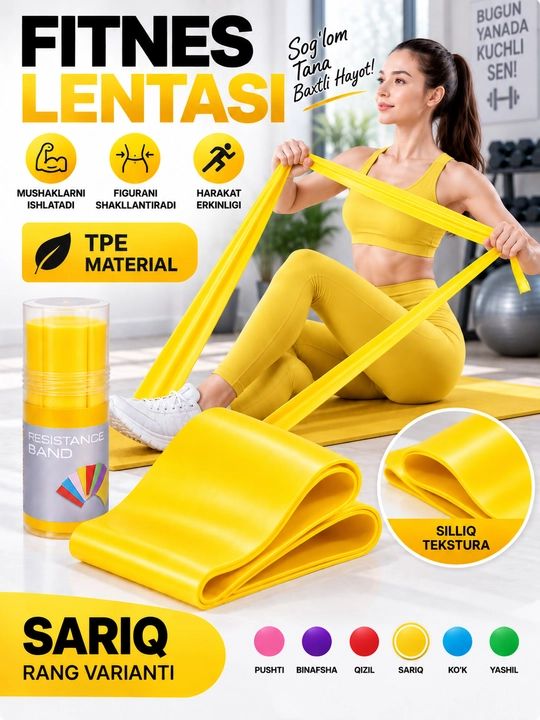 FITNES
LENTASI
Sog'lom
Tana
Baxtli Hayot!
BUGUN
YANADA
KUCHLI
SEN!
MUSHAKLARNI
ISHLATADI
FIGURANI
SHAKLLANTIRADI
HARAKAT
ERKINLIGI
TPE
MATERIAL
RESISTANCE
BAND
SILLIQ
TEKSTURA
SARIQ
RANG VARIANTI
PUSHTI
BINAFSHA
QIZIL
SARIQ
KO'K
YASHIL